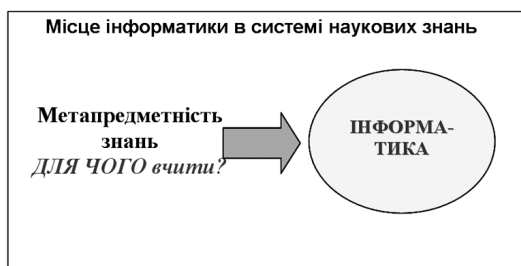 Місце інформатики в системі наукових знань
Метапредметність
знань
ДЛЯ ЧОГО вчити?
ІНФОРМА-
ТИКА